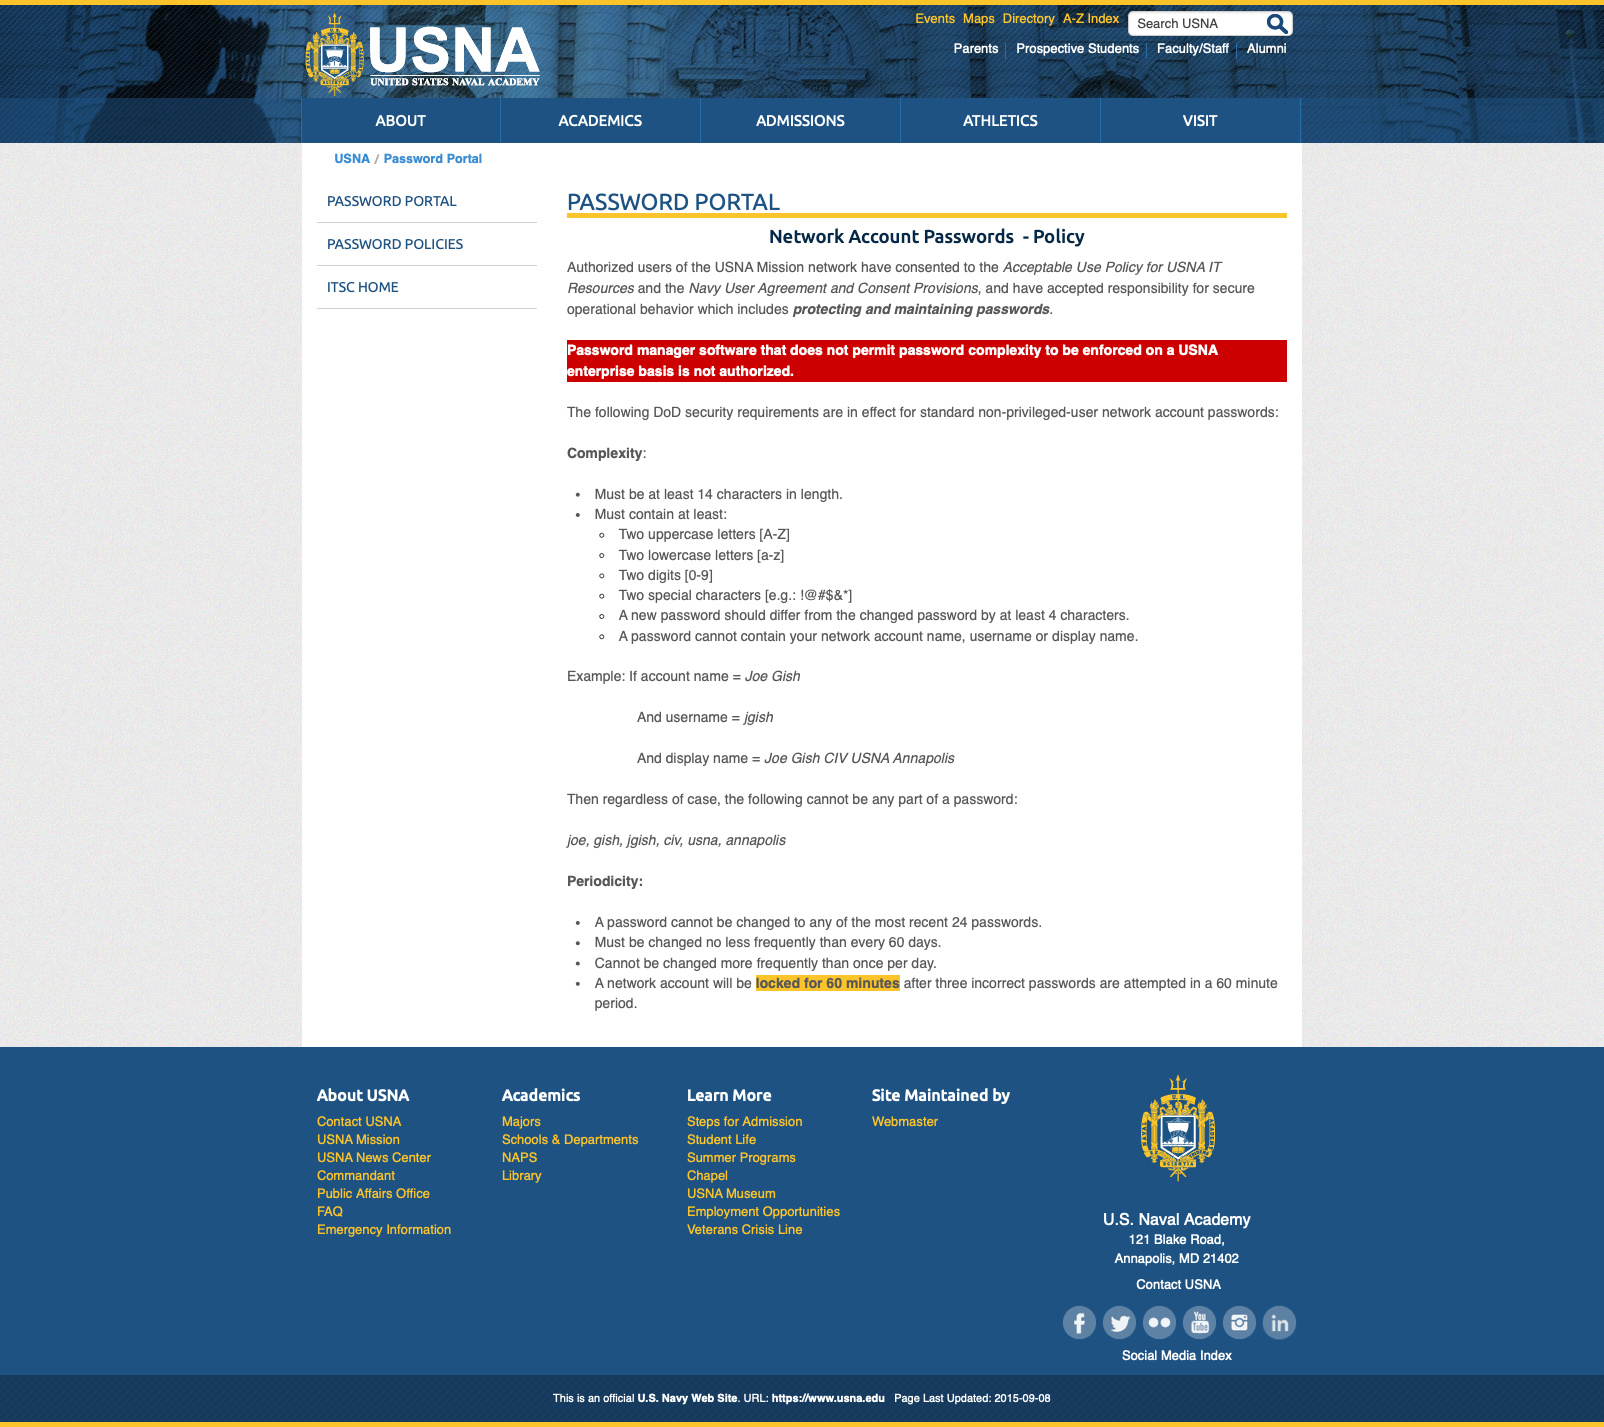 USNA
UNITED STATES NAVAL ACADEMY
Events Maps Directory A-Z Index Search USNA
Parents Prospective Students Faculty/Staff Alumni
ABOUT ACADEMICS ADMISSIONS ATHLETICS VISIT
USNA / Password Portal
PASSWORD PORTAL
PASSWORD POLICIES
ITSC HOME
PASSWORD PORTAL
Network Account Passwords - Policy
Authorized users of the USNA Mission network have consented to the Acceptable Use Policy for USNA IT
Resources and the Navy User Agreement and Consent Provisions, and have accepted responsibility for secure
operational behavior which includes protecting and maintaining passwords.
Password manager software that does not permit password complexity to be enforced on a USNA
enterprise basis is not authorized.
The following DoD security requirements are in effect for standard non-privileged-user network account passwords:
Complexity:
• Must be at least 14 characters in length.
• Must contain at least:
◦ Two uppercase letters [A-Z]
◦ Two lowercase letters [a-z]
◦ Two digits [0-9]
◦ Two special characters [e.g.: !@#$&*]
◦ A new password should differ from the changed password by at least 4 characters.
◦ A password cannot contain your network account name, username or display name.
Example: If account name = Joe Gish
And username = jgish
And display name = Joe Gish CIV USNA Annapolis
Then regardless of case, the following cannot be any part of a password:
joe, gish, jgish, civ, usna, annapolis
Periodicity:
• A password cannot be changed to any of the most recent 24 passwords.
• Must be changed no less frequently than every 60 days.
• Cannot be changed more frequently than once per day.
• A network account will be locked for 60 minutes after three incorrect passwords are attempted in a 60 minute
period.
About USNA
Contact USNA
USNA Mission
USNA News Center
Commandant
Public Affairs Office
FAQ
Emergency Information
Academics
Majors
Schools & Departments
NAPS
Library
Learn More
Steps for Admission
Student Life
Summer Programs
Chapel
USNA Museum
Employment Opportunities
Veterans Crisis Line
Site Maintained by
Webmaster
U.S. Naval Academy
121 Blake Road,
Annapolis, MD 21402
Contact USNA
You
Tube
in
Social Media Index
This is an official U.S. Navy Web Site. URL: https://www.usna.edu Page Last Updated: 2015-09-08